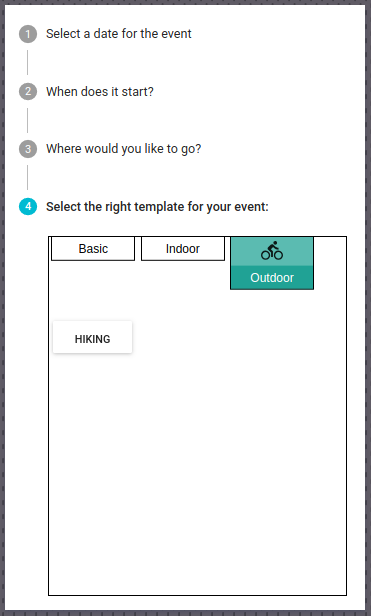 1 Select a date for the event
2 When does it start?
3 Where would you like to go?
4 Select the right template for your event:
Basic Indoor
Outdoor
HIKING